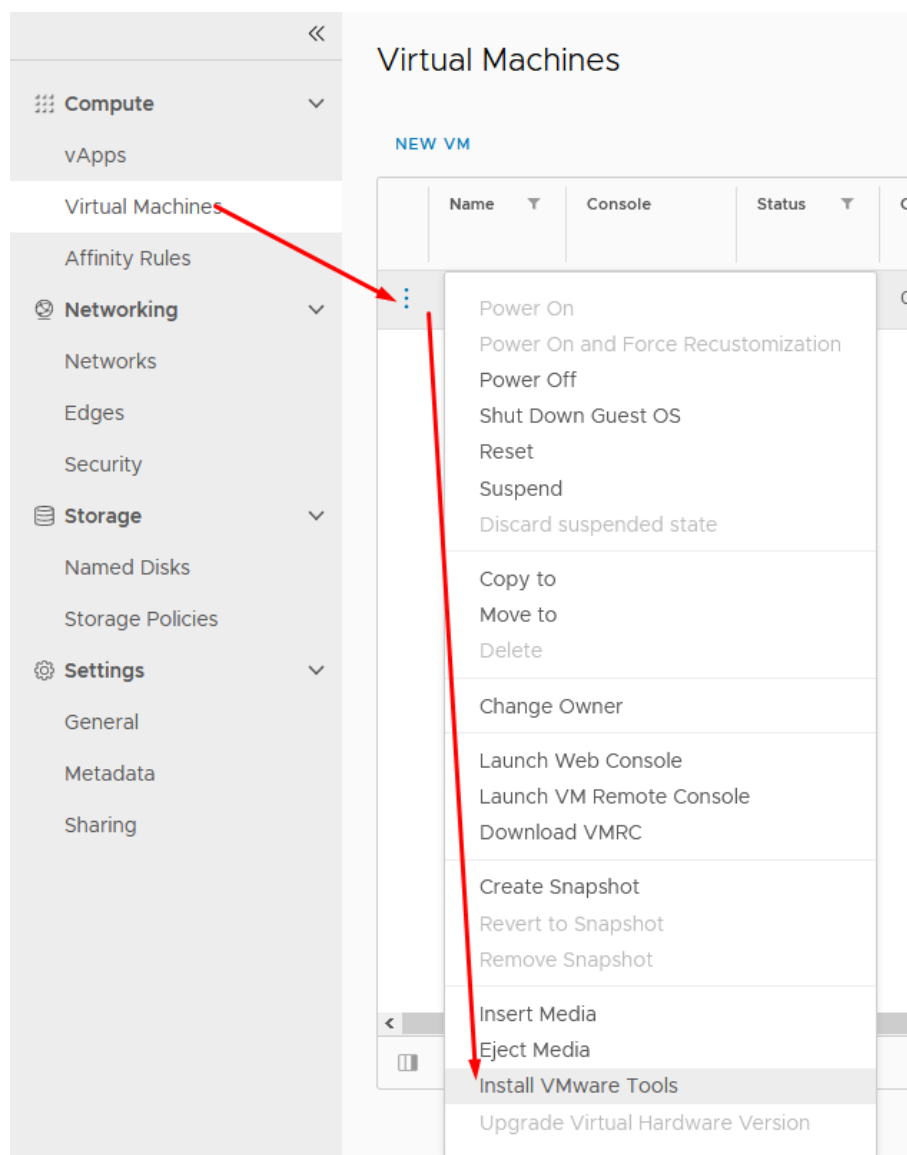 Compute
vApps
Virtual Machines
Affinity Rules
Networking
Networks
Edges
Security
Storage
Named Disks
Storage Policies
Settings
General
Metadata
Sharing
Virtual Machines
NEW VM
Name Console Status
Power On
Power On and Force Recustomization
Power Off
Shut Down Guest OS
Reset
Suspend
Discard suspended state
Copy to
Move to
Delete
Change Owner
Launch Web Console
Launch VM Remote Console
Download VMRC
Create Snapshot
Revert to Snapshot
Remove Snapshot
Insert Media
Eject Media
Install VMware Tools
Upgrade Virtual Hardware Version